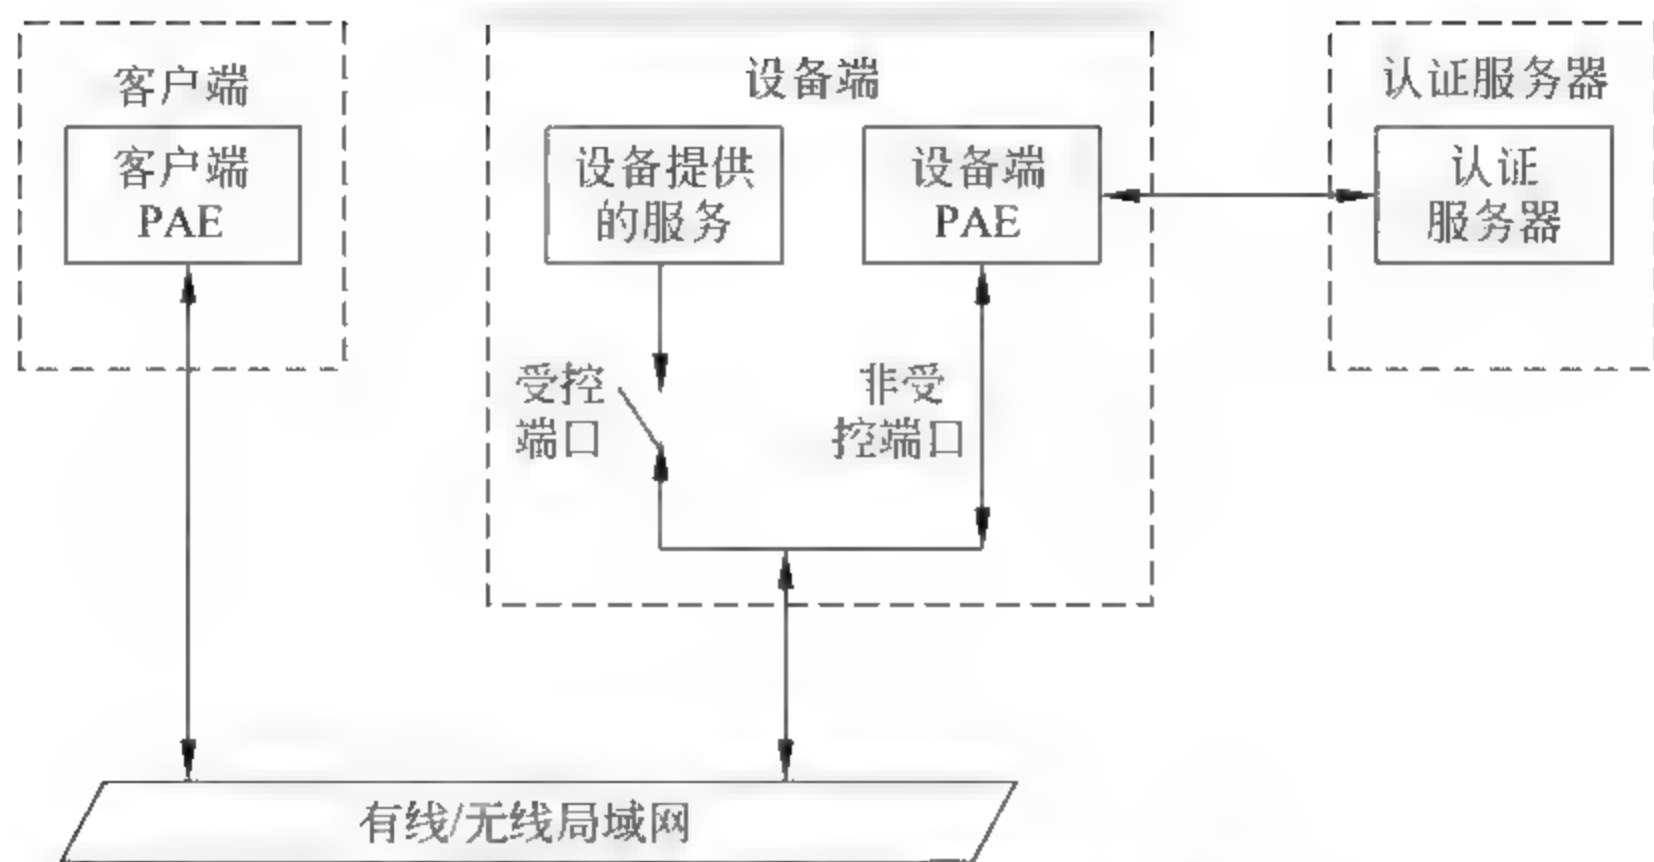 客户端
客户端
PAE
设备端
设备提供
的服务
设备端
PAE
受控
端口
非受
控端口
认证服务器
认证
服务器
有线/无线局域网